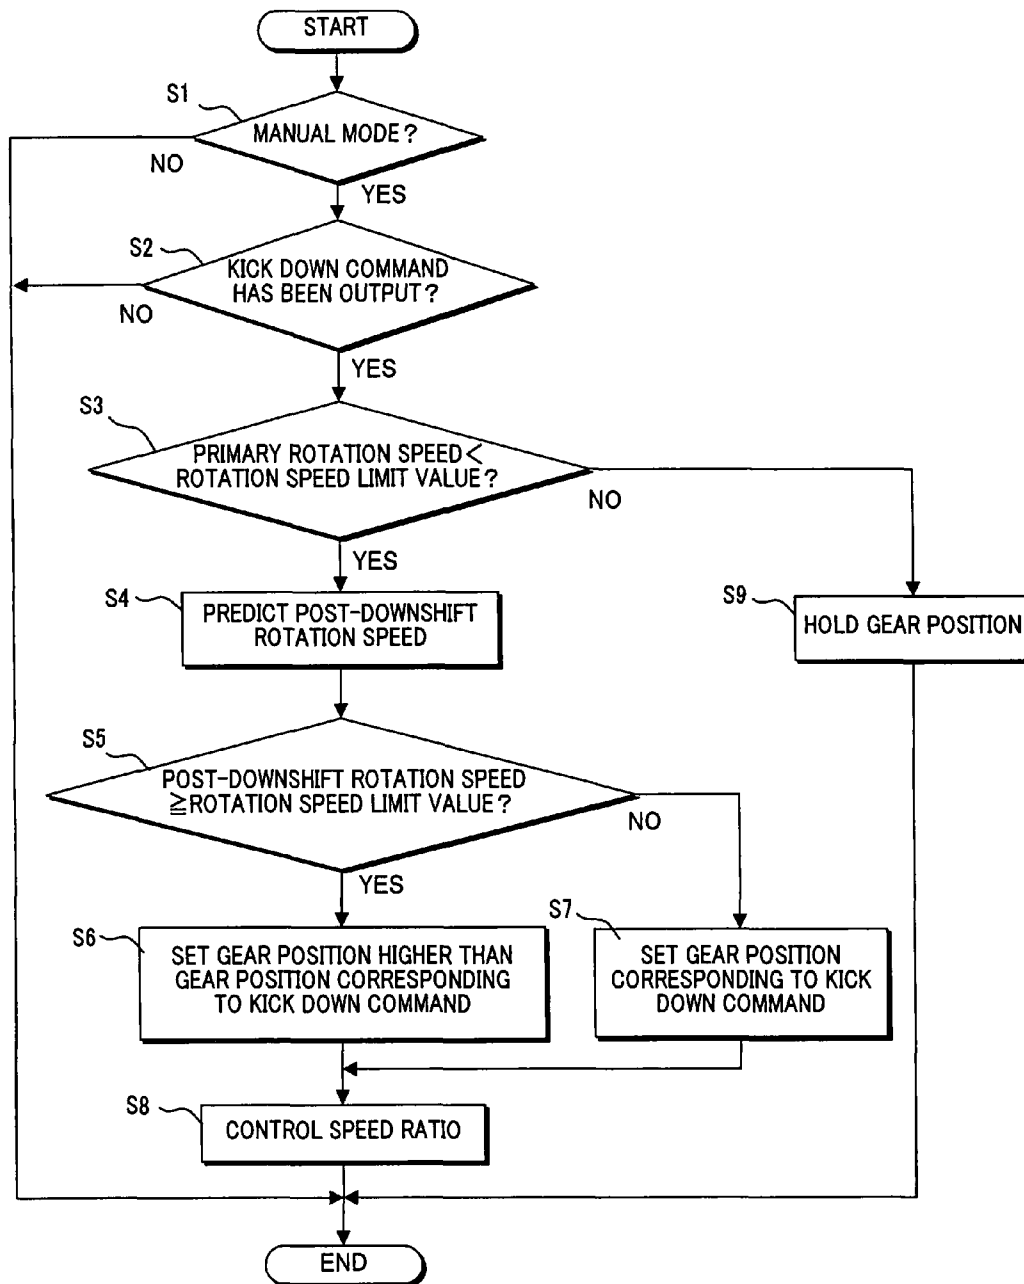 START
S1
MANUAL MODE?
NO
YES
S2
KICK DOWN COMMAND
HAS BEEN OUTPUT?
NO
YES
S3
PRIMARY ROTATION SPEED<
ROTATION SPEED LIMIT VALUE?
NO
YES
S4
PREDICT POST-DOWNSHIFT
ROTATION SPEED
S9
HOLD GEAR POSITION
S5
POST-DOWNSHIFT ROTATION SPEED
≧ROTATION SPEED LIMIT VALUE?
NO
YES
S6
SET GEAR POSITION HIGHER THAN
GEAR POSITION CORRESPONDING
TO KICK DOWN COMMAND
S7
SET GEAR POSITION
CORRESPONDING TO KICK
DOWN COMMAND
S8
CONTROL SPEED RATIO
END